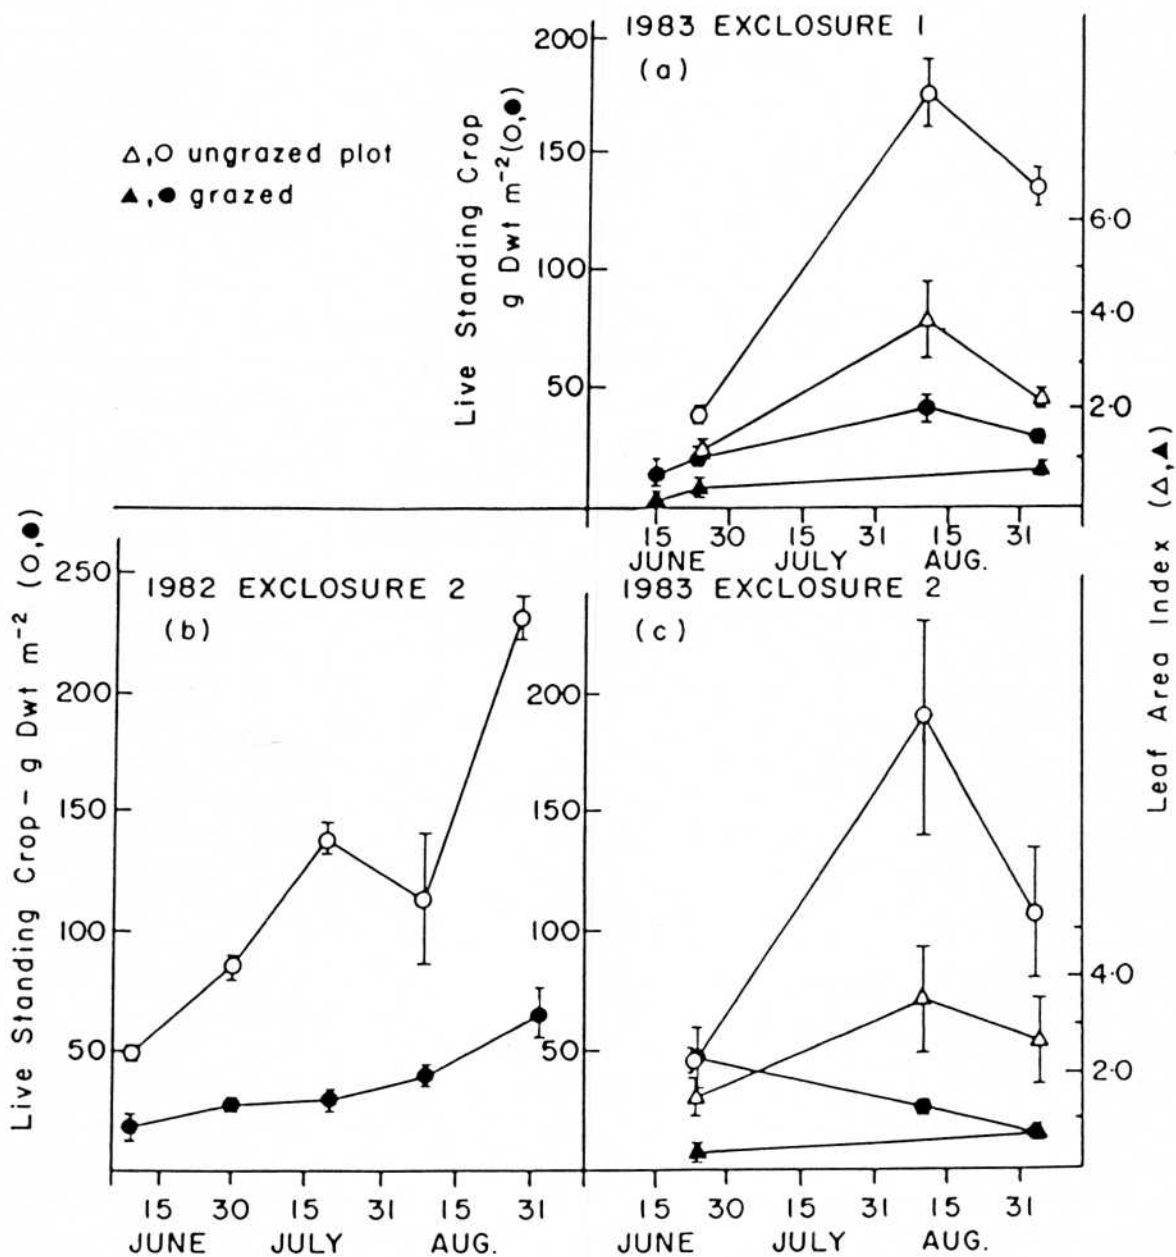 1983 EXCLOSURE 1
(a)
200
150
100
50
Live Standing Crop
g Dwt m⁻² (○,●)
△,○ ungrazed plot
▲,● grazed
6·0
4·0
2·0
15 30 15 31 15 31
JUNE JULY AUG.
Leaf Area Index (△,▲)
1982 EXCLOSURE 2
(b)
250
200
150
100
50
Live Standing Crop - g Dwt m⁻² (○,●)
15 30 15 31 15 31
JUNE JULY AUG.
1983 EXCLOSURE 2
(c)
200
150
100
50
4·0
2·0
15 30 15 31 15 31
JUNE JULY AUG.